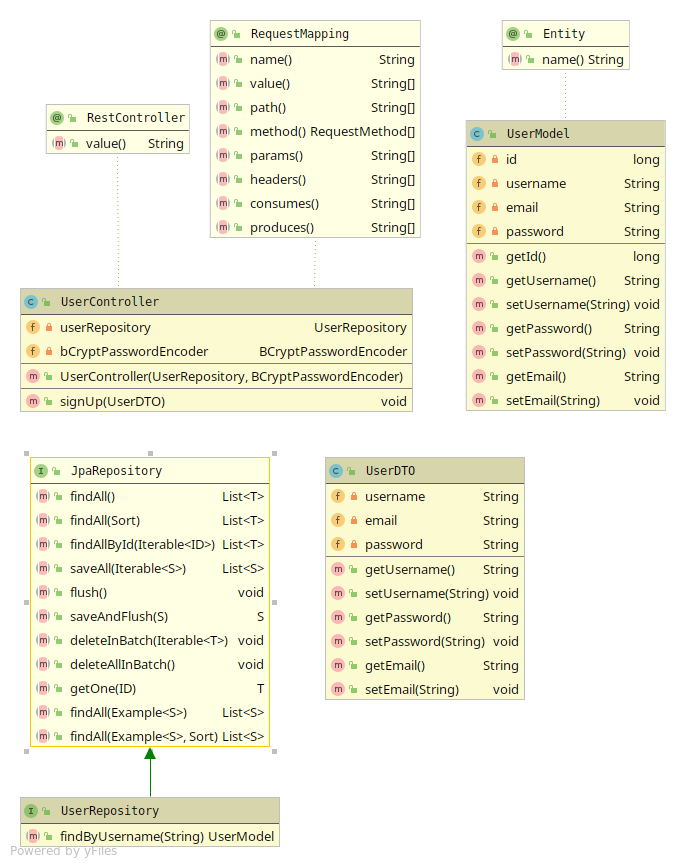 @ RequestMapping
m name() String
m value() String[]
m path() String[]
m method() RequestMethod[]
m params() String[]
m headers() String[]
m consumes() String[]
m produces() String[]
@ Entity
m name() String
@ RestController
m value() String
C UserModel
f id long
f username String
f email String
f password String
m getId() long
m getUsername() String
m setUsername(String) void
m getPassword() String
m setPassword(String) void
m getEmail() String
m setEmail(String) void
C UserController
f userRepository UserRepository
f bCryptPasswordEncoder BCryptPasswordEncoder
m UserController(UserRepository, BCryptPasswordEncoder)
m signUp(UserDTO) void
I JpaRepository
m findAll() List<T>
m findAll(Sort) List<T>
m findAllById(Iterable<ID>) List<T>
m saveAll(Iterable<S>) List<S>
m flush() void
m saveAndFlush(S) S
m deleteInBatch(Iterable<T>) void
m deleteAllInBatch() void
m getOne(ID) T
m findAll(Example<S>) List<S>
m findAll(Example<S>, Sort) List<S>
C UserDTO
f username String
f email String
f password String
m getUsername() String
m setUsername(String) void
m getPassword() String
m setPassword(String) void
m getEmail() String
m setEmail(String) void
I UserRepository
m findByUsername(String) UserModel
Powered by yFiles